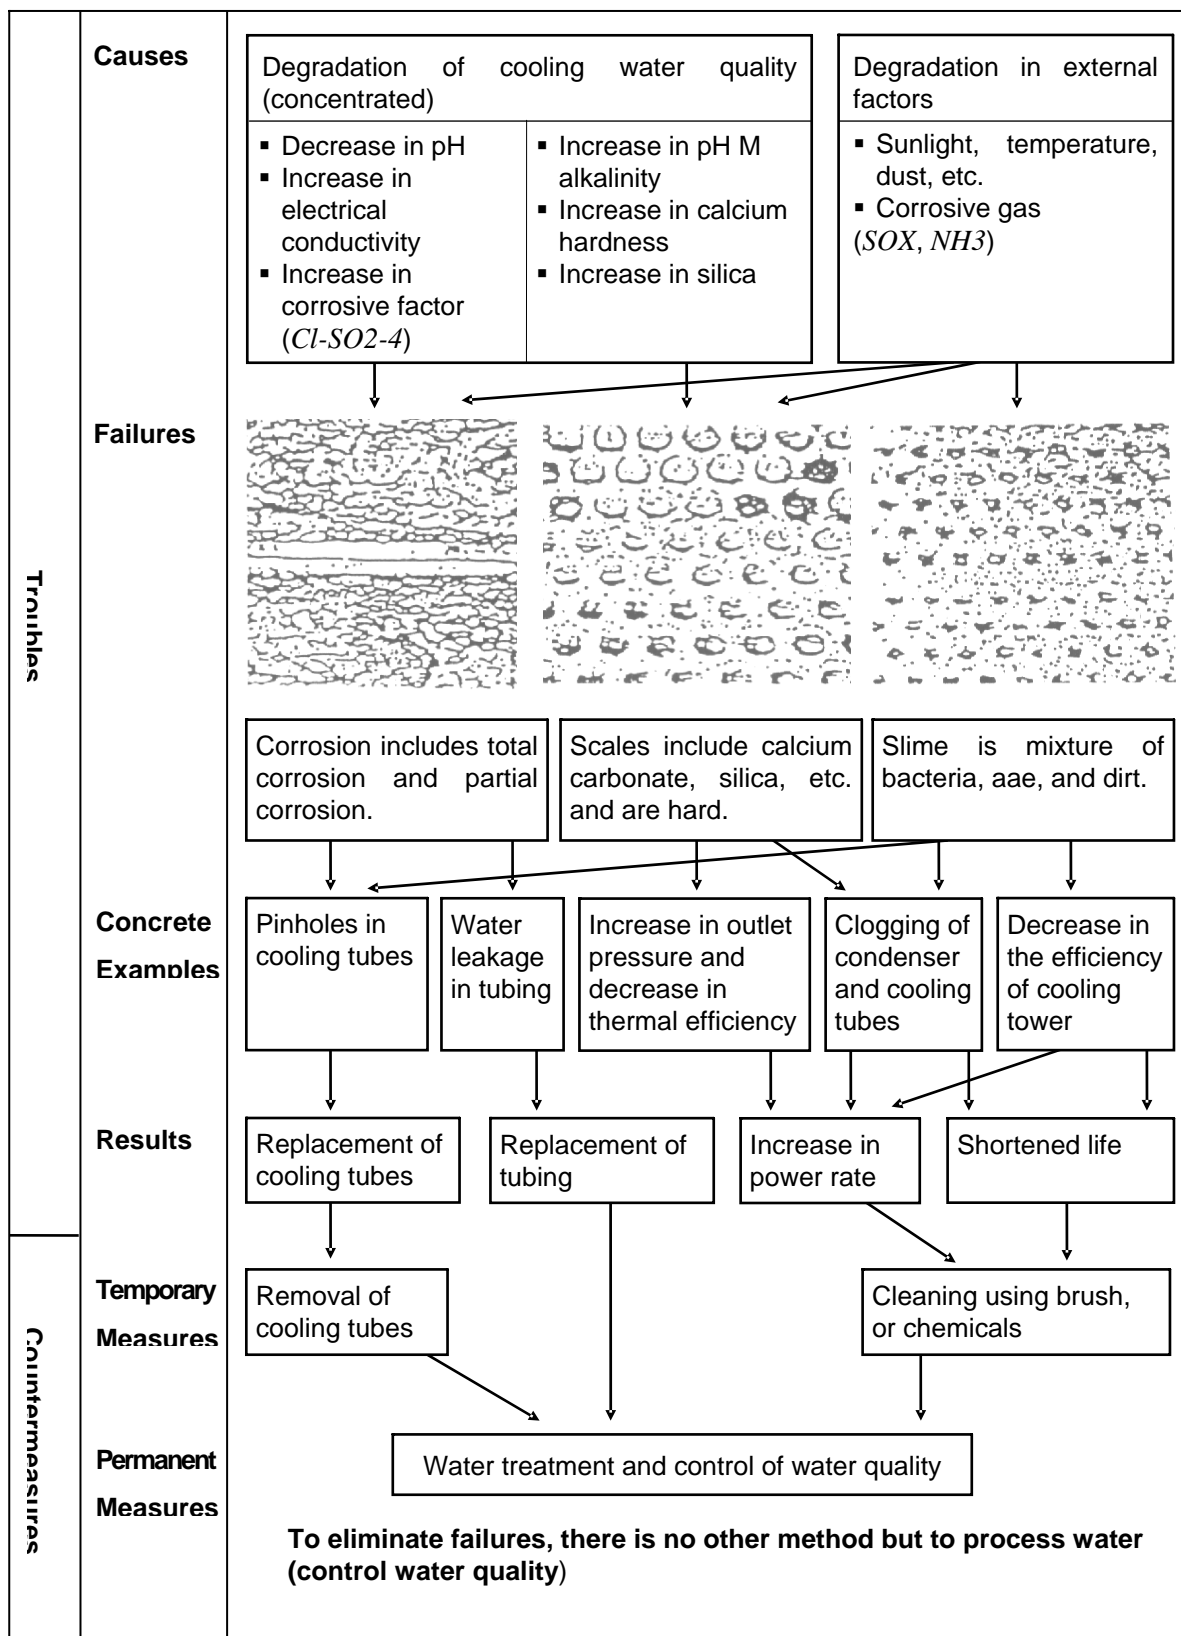 Causes
Degradation of cooling water quality
(concentrated)
▪ Decrease in pH
▪ Increase in
electrical
conductivity
▪ Increase in
corrosive factor
(Cl-SO2-4)
▪ Increase in pH M
alkalinity
▪ Increase in calcium
hardness
▪ Increase in silica
Degradation in external
factors
▪ Sunlight, temperature,
dust, etc.
▪ Corrosive gas
(SOX, NH3)
Failures
Troubles
Corrosion includes total
corrosion and partial
corrosion.
Scales include calcium
carbonate, silica, etc.
and are hard.
Slime is mixture of
bacteria, aae, and dirt.
Concrete
Examples
Pinholes in
cooling tubes
Water
leakage
in tubing
Increase in outlet
pressure and
decrease in
thermal efficiency
Clogging of
condenser
and cooling
tubes
Decrease in
the efficiency
of cooling
tower
Results
Replacement of
cooling tubes
Replacement of
tubing
Increase in
power rate
Shortened life
Countermeasures
Temporary
Measures
Removal of
cooling tubes
Cleaning using brush,
or chemicals
Permanent
Measures
Water treatment and control of water quality
To eliminate failures, there is no other method but to process water
(control water quality)